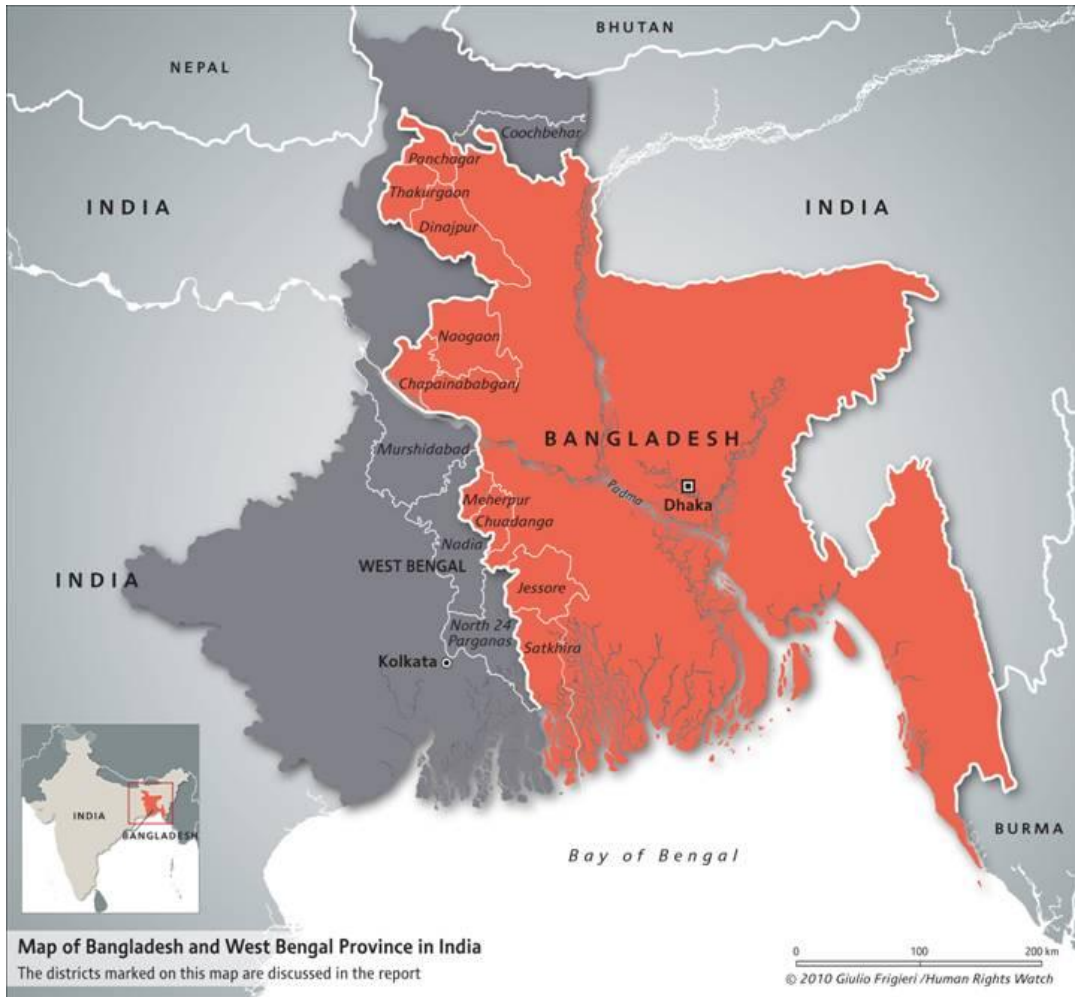 BHUTAN
NEPAL
Coochbehar
Panchagar
Thakurgaon
INDIA
INDIA
Dinajpur
Naogaon
Chapainababganj
BANGLADESH
Murshidabad
Padma
Dhaka
Meherpur
Chuadanga
Nadia
WEST BENGAL
INDIA
Jessore
North 24
Parganas
Satkhira
Kolkata
INDIA
BANGLADESH
BURMA
Bay of Bengal
Map of Bangladesh and West Bengal Province in India
The districts marked on this map are discussed in the report
0 100 200 km
© 2010 Giulio Frigieri /Human Rights Watch